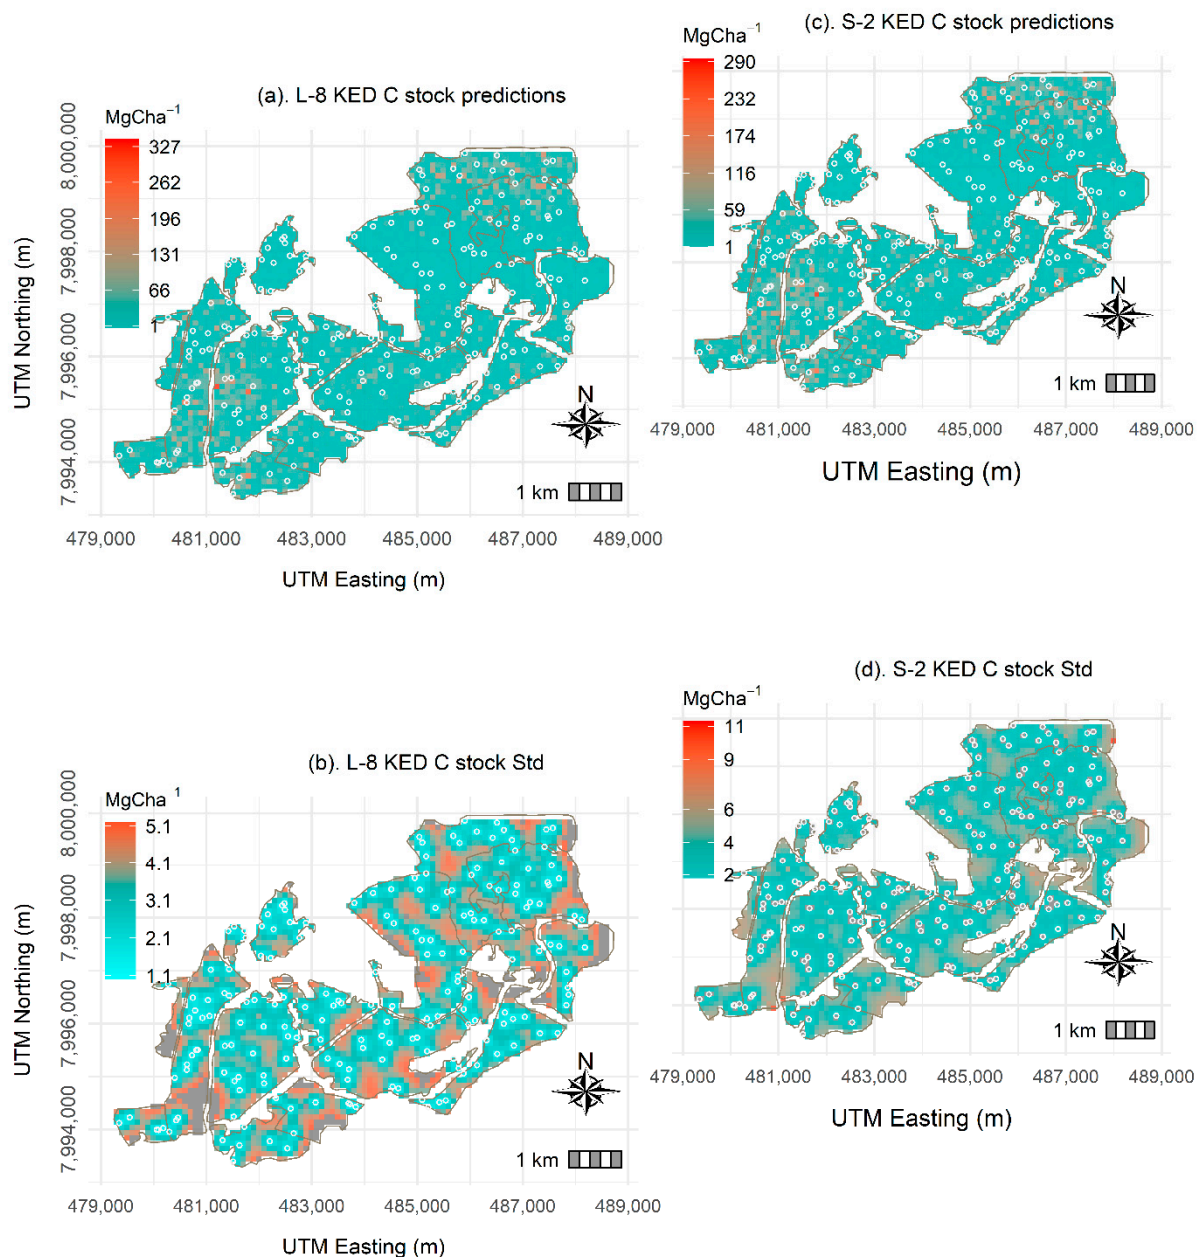 (a). L-8 KED C stock predictions
MgCha⁻¹
327
262
196
131
66
1
8,000,000
7,998,000
7,996,000
7,994,000
UTM Northing (m)
N
1 km
479,000 481,000 483,000 485,000 487,000 489,000
UTM Easting (m)
(c). S-2 KED C stock predictions
MgCha⁻¹
290
232
174
116
59
1
N
1 km
479,000 481,000 483,000 485,000 487,000 489,000
UTM Easting (m)
(b). L-8 KED C stock Std
MgCha ¹
5.1
4.1
3.1
2.1
1.1
8,000,000
7,998,000
7,996,000
7,994,000
UTM Northing (m)
N
1 km
479,000 481,000 483,000 485,000 487,000 489,000
UTM Easting (m)
(d). S-2 KED C stock Std
MgCha⁻¹
11
9
6
4
2
N
1 km
479,000 481,000 483,000 485,000 487,000 489,000
UTM Easting (m)